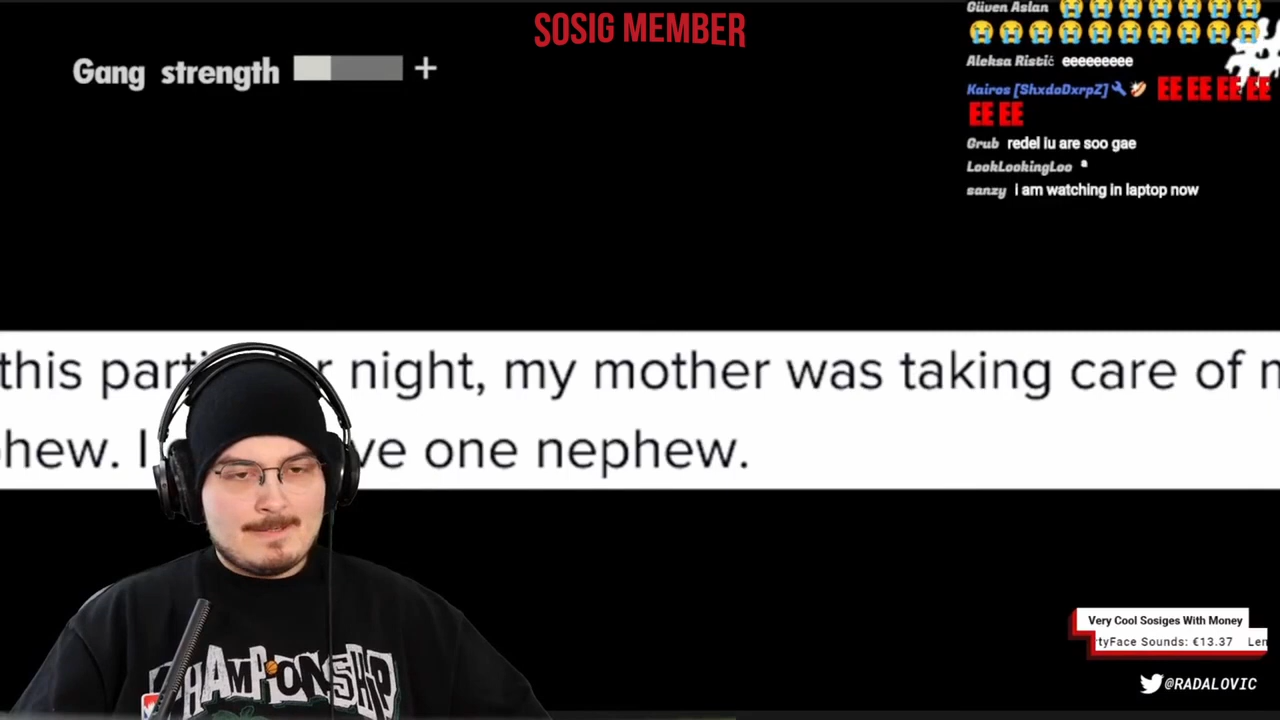 SOSIG MEMBER
Gang strength +
Güven Aslan
Aleksa Ristić eeeeeeeee
Kairos [ShxdoDxrpZ] EE EE EE EE
EE EE
Grub redel iu are soo gae
LookLookingLoo a
sanzy i am watching in laptop now
this night, my mother was taking care of
hew. I ve one nephew.
CHAMPIONSHIP
Very Cool Sosiges With Money
rtyFace Sounds: €13.37 Len
@RADALOVIC